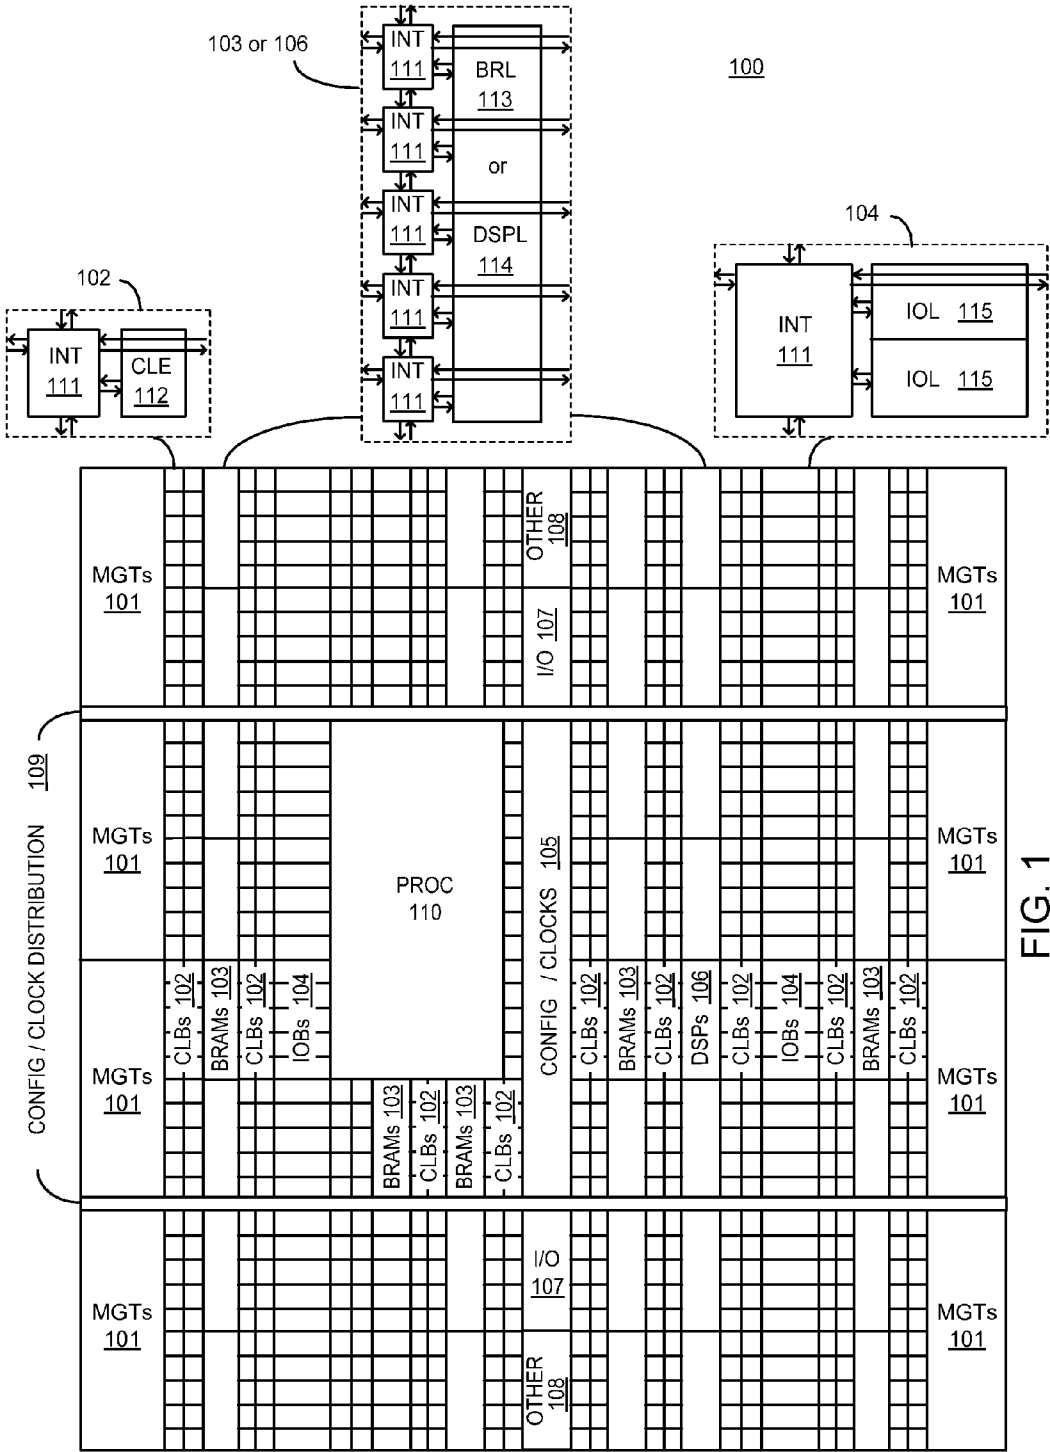 103 or 106
INT
111
INT
111
INT
111
INT
111
INT
111
BRL
113
or
DSPL
114
100
104
INT
111
IOL 115
IOL 115
102
INT
111
CLE
112
MGTs
101
OTHER
108
I/O 107
MGTs
101
CONFIG / CLOCK DISTRIBUTION 109
MGTs
101
PROC
110
CONFIG / CLOCKS 105
MGTs
101
MGTs
101
CLBs 102
BRAMs 103
CLBs 102
IOBs 104
BRAMs 103
CLBs 102
BRAMs 103
CLBs 102
CLBs 102
BRAMs 103
CLBs 102
DSPs 106
CLBs 102
IOBs 104
CLBs 102
BRAMs 103
CLBs 102
MGTs
101
MGTs
101
I/O
107
OTHER
108
MGTs
101
FIG. 1